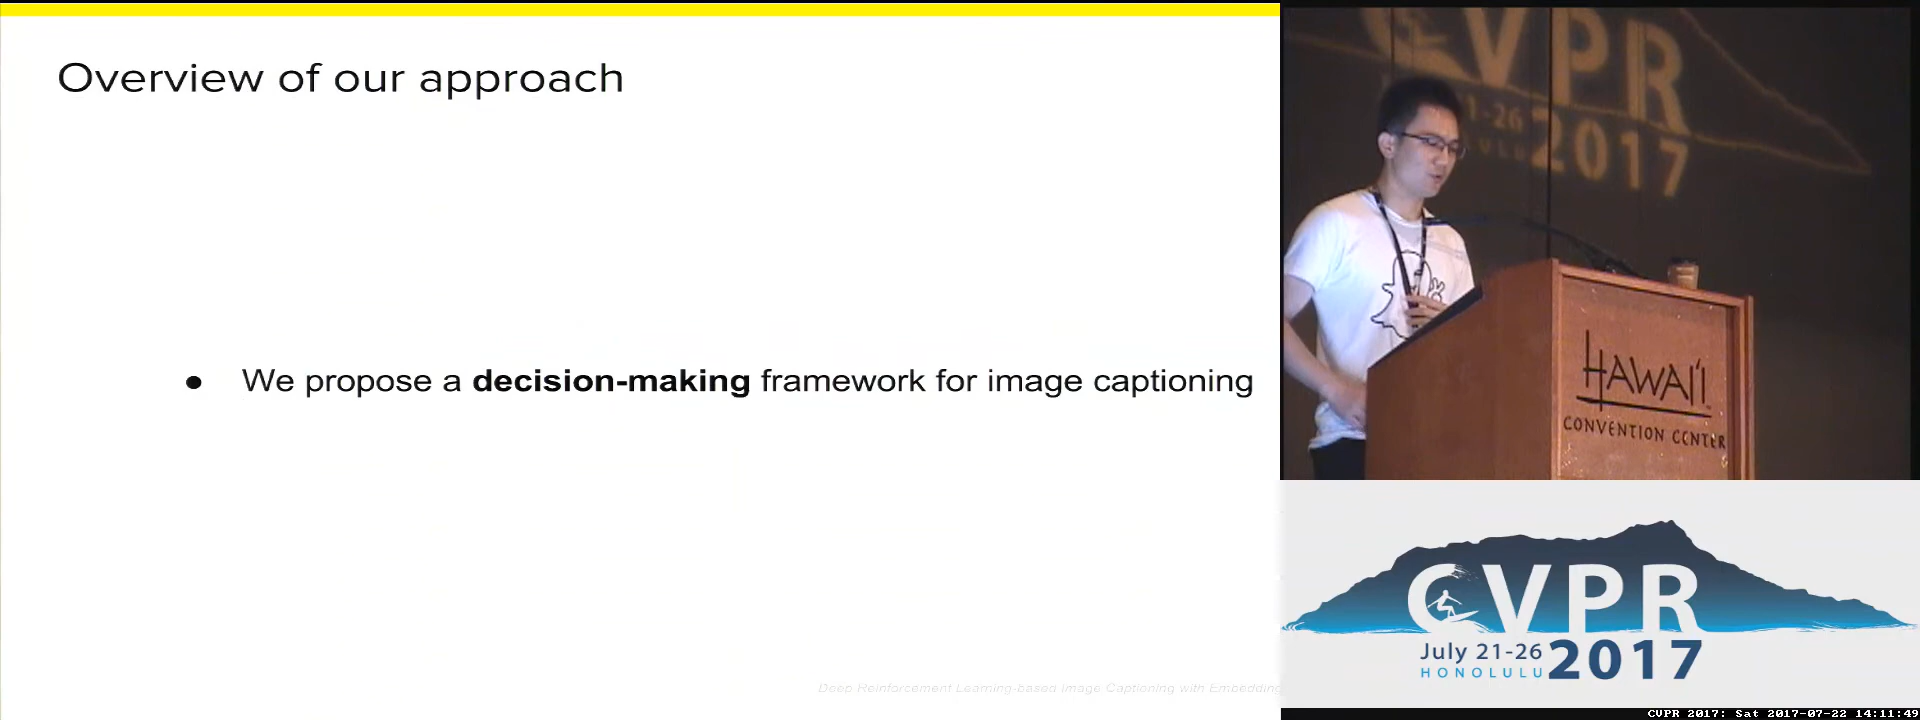 Overview of our approach
● We propose a decision-making framework for image captioning
Deep Reinforcement Learning-based Image Captioning with Embedding
CVPR
1-26
2017
HAWAI'I
CONVENTION CENTER
CVPR
July 21-26
HONOLULU
2017
CVPR 2017: Sat 2017-07-22 14:11:49